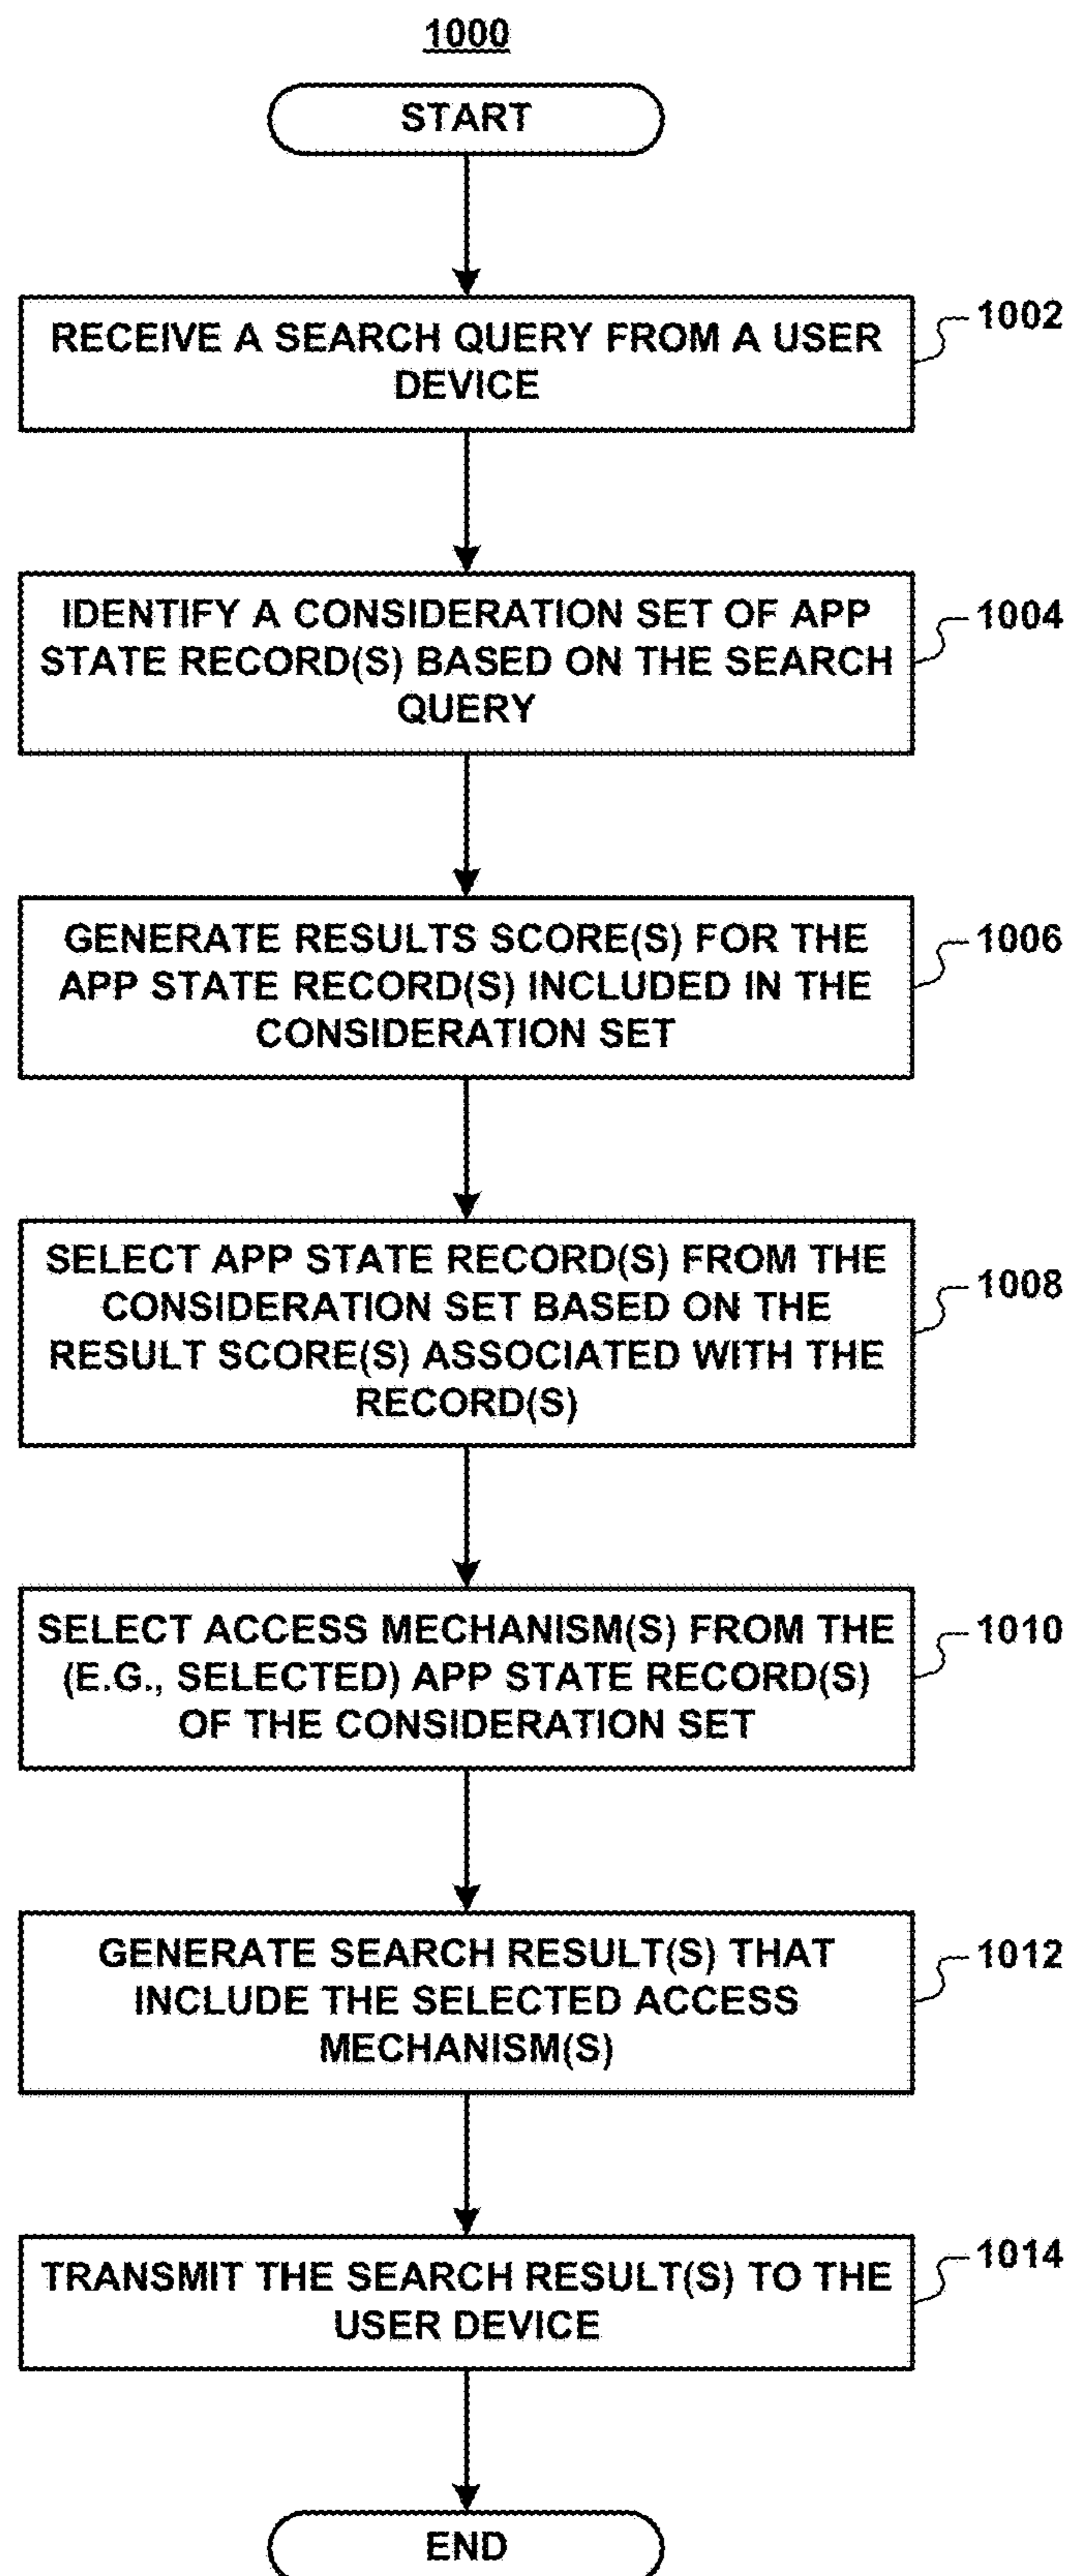 1000
START
RECEIVE A SEARCH QUERY FROM A USER
DEVICE
1002
IDENTIFY A CONSIDERATION SET OF APP
STATE RECORD(S) BASED ON THE SEARCH
QUERY
1004
GENERATE RESULTS SCORE(S) FOR THE
APP STATE RECORD(S) INCLUDED IN THE
CONSIDERATION SET
1006
SELECT APP STATE RECORD(S) FROM THE
CONSIDERATION SET BASED ON THE
RESULT SCORE(S) ASSOCIATED WITH THE
RECORD(S)
1008
SELECT ACCESS MECHANISM(S) FROM THE
(E.G., SELECTED) APP STATE RECORD(S)
OF THE CONSIDERATION SET
1010
GENERATE SEARCH RESULT(S) THAT
INCLUDE THE SELECTED ACCESS
MECHANISM(S)
1012
TRANSMIT THE SEARCH RESULT(S) TO THE
USER DEVICE
1014
END